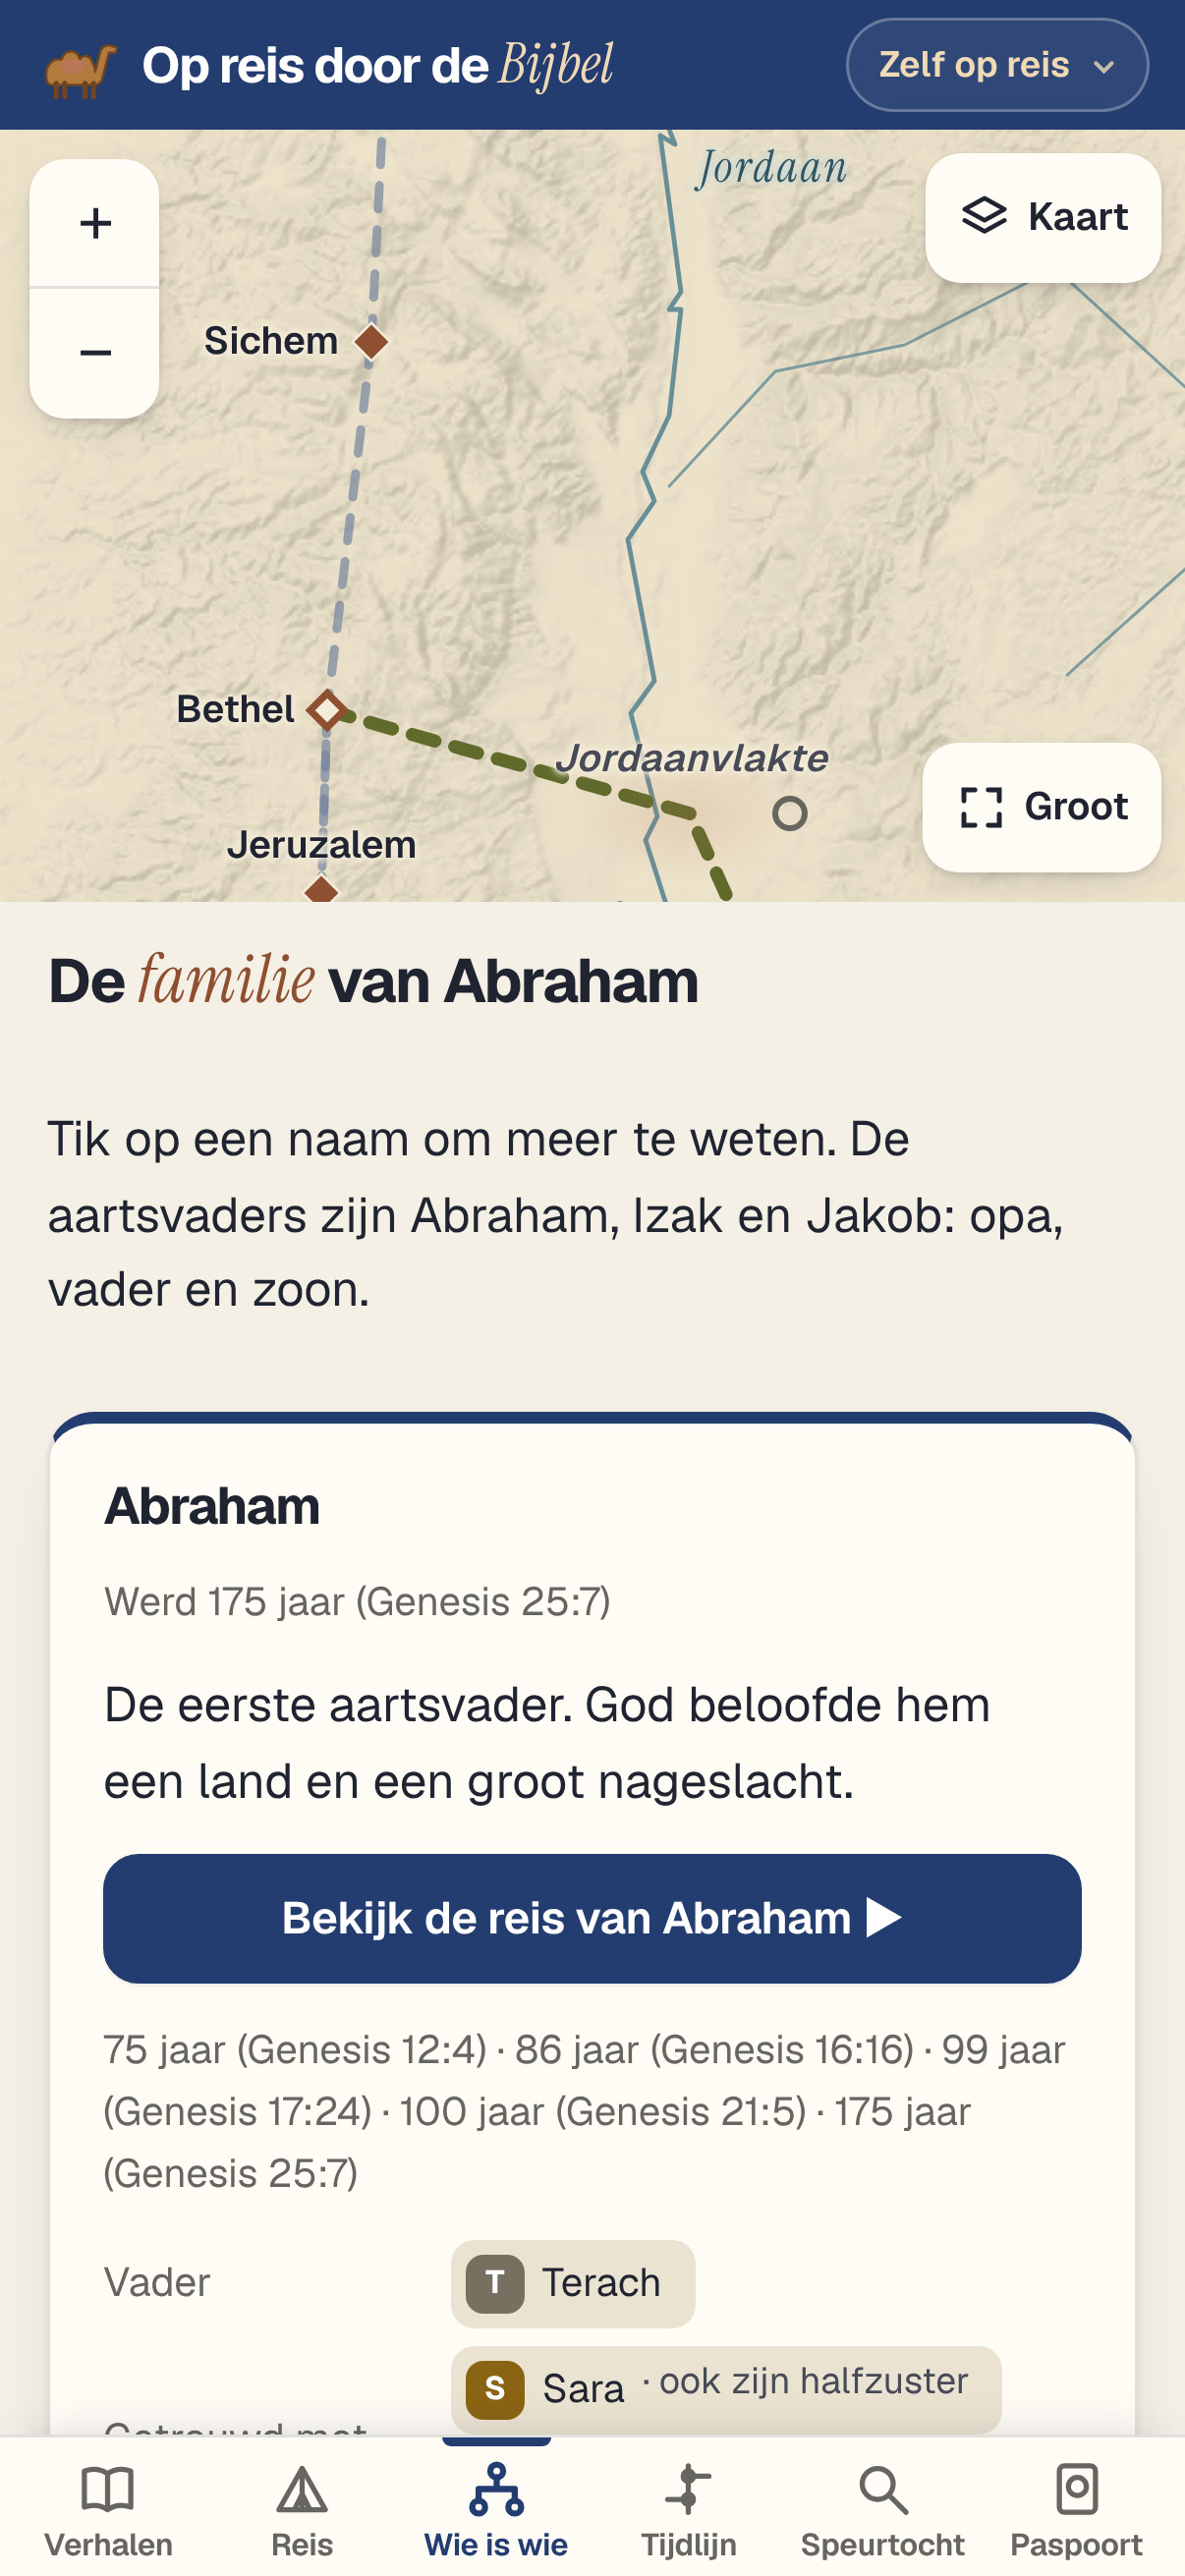 Op reis door de Bijbel
Zelf op reis
Jordaan
Kaart
+
Sichem
−
Bethel
Jordaanvlakte
Groot
Jeruzalem
De familie van Abraham
Tik op een naam om meer te weten. De
aartsvaders zijn Abraham, Izak en Jakob: opa,
vader en zoon.
Abraham
Werd 175 jaar (Genesis 25:7)
De eerste aartsvader. God beloofde hem
een land en een groot nageslacht.
Bekijk de reis van Abraham ▶
75 jaar (Genesis 12:4) · 86 jaar (Genesis 16:16) · 99 jaar
(Genesis 17:24) · 100 jaar (Genesis 21:5) · 175 jaar
(Genesis 25:7)
Vader
T Terach
S Sara · ook zijn halfzuster
Getrouwd met
Verhalen
Reis
Wie is wie
Tijdlijn
Speurtocht
Paspoort